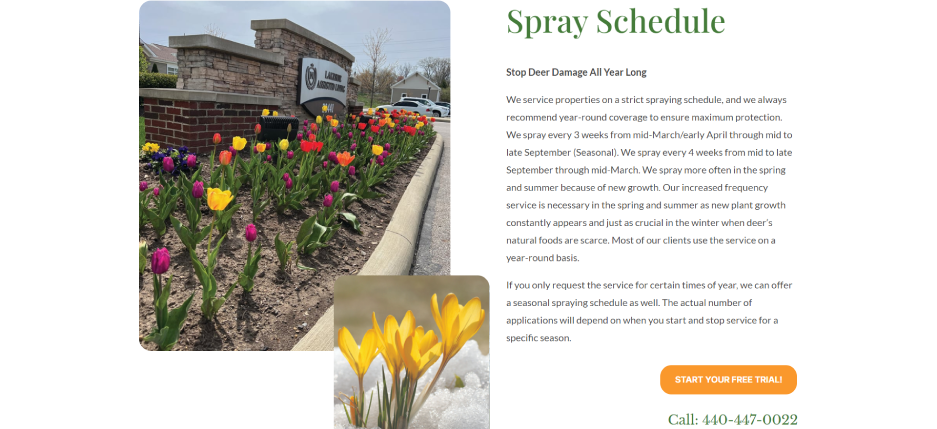 Spray Schedule
Stop Deer Damage All Year Long
We service properties on a strict spraying schedule, and we always
recommend year-round coverage to ensure maximum protection.
We spray every 3 weeks from mid-March/early April through mid to
late September (Seasonal). We spray every 4 weeks from mid to late
September through mid-March. We spray more often in the spring
and summer because of new growth. Our increased frequency
service is necessary in the spring and summer as new plant growth
constantly appears and just as crucial in the winter when deer's
natural foods are scarce. Most of our clients use the service on a
year-round basis.
If you only request the service for certain times of year, we can offer
a seasonal spraying schedule as well. The actual number of
applications will depend on when you start and stop service for a
specific season.
START YOUR FREE TRIAL!
Call: 440-447-0022
ASSISTED LIVING